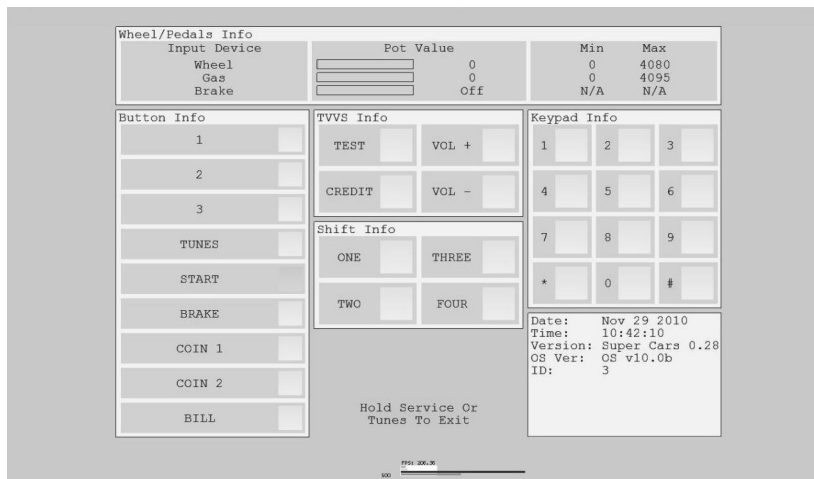 Wheel/Pedals Info
Input Device Pot Value Min Max
Wheel 0 0 4080
Gas 0 0 4095
Brake Off N/A N/A
Button Info
1
2
3
TUNES
START
BRAKE
COIN 1
COIN 2
BILL
TVVS Info
TEST VOL +
CREDIT VOL -
Shift Info
ONE THREE
TWO FOUR
Hold Service Or
Tunes To Exit
Keypad Info
1 2 3
4 5 6
7 8 9
* 0 #
Date: Nov 29 2010
Time: 10:42:10
Version: Super Cars 0.28
OS Ver: OS v10.0b
ID: 3
FPS: 200.36
500